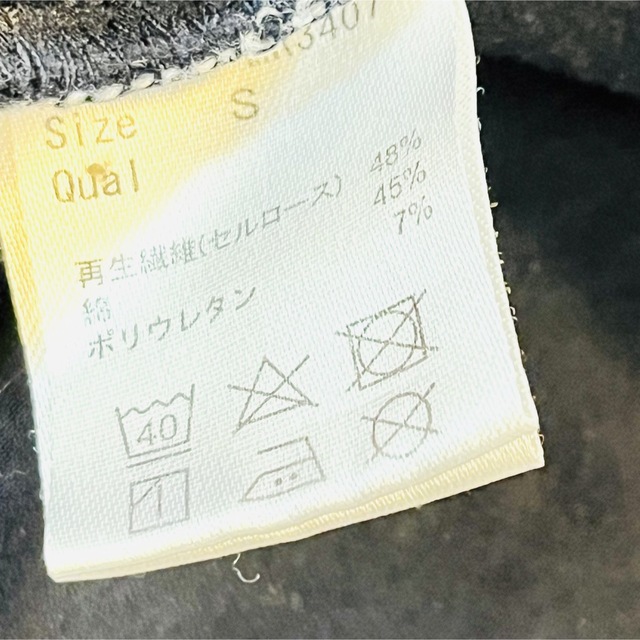 3407
Size S
Qual
再生繊維(セルロース) 48%
綿 45%
ポリウレタン 7%
40